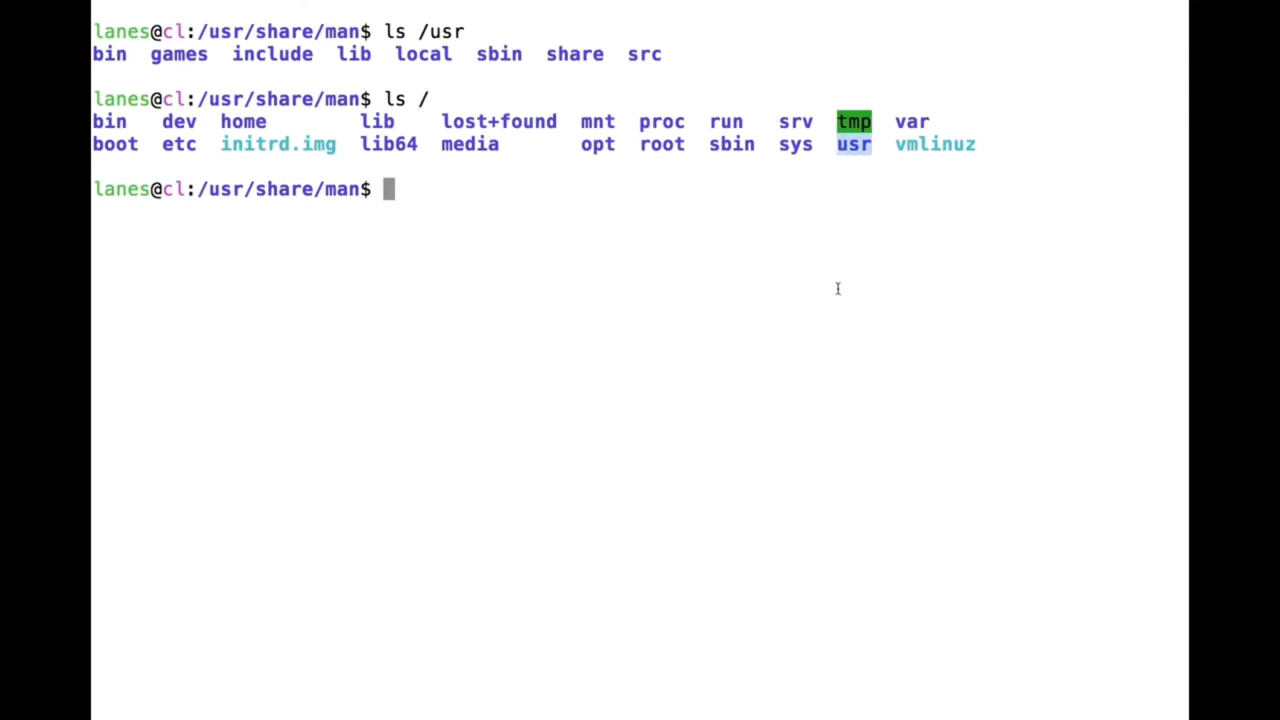 lanes@cl:/usr/share/man$ ls /usr
bin  games  include  lib  local  sbin  share  src
lanes@cl:/usr/share/man$ ls /
bin   dev  home        lib    lost+found  mnt  proc  run   srv  tmp  var
boot  etc  initrd.img  lib64  media       opt  root  sbin  sys  usr  vmlinuz
lanes@cl:/usr/share/man$